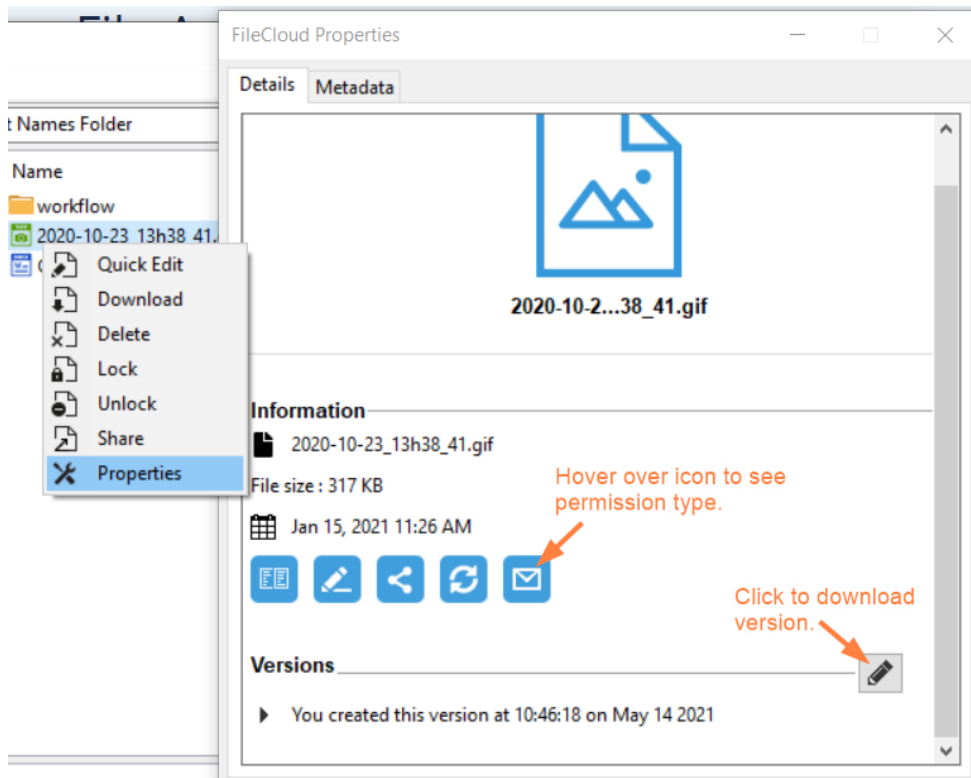 FileCloud Properties
Details
Metadata
t Names Folder
Name
workflow
2020-10-23 13h38 41.
Quick Edit
Download
Delete
Lock
Unlock
Share
Properties
2020-10-2...38_41.gif
Information
2020-10-23_13h38_41.gif
File size : 317 KB
Hover over icon to see
permission type.
Jan 15, 2021 11:26 AM
Click to download
version.
Versions
You created this version at 10:46:18 on May 14 2021